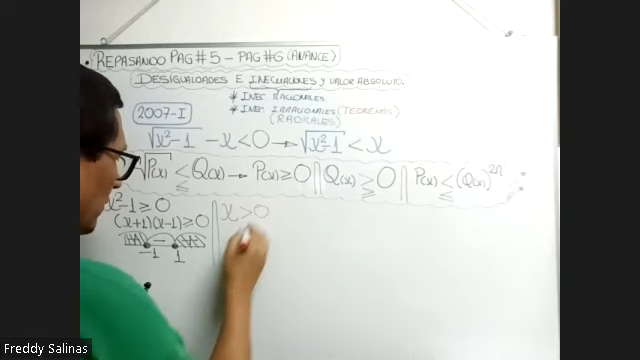 • REPASANDO PAG#5 – PAG#6 (AVANCE)
DESIGUALDADES E INECUACIONES Y VALOR ABSOLUTO.
* INEC RACIONALES
* INEC IRRACIONALES (TEOREMAS)
(RADICALES)
2007-I
√x²-1 - x < 0 → √x²-1 < x
√P(x) < Q(x) → P(x) ≥ 0 || Q(x) > 0 || P(x) < (Q(x))²ⁿ
≤ ≥ ≤
x²-1 ≥ 0 || x > 0
(x+1)(x-1) ≥ 0
-
-1 1
Freddy Salinas